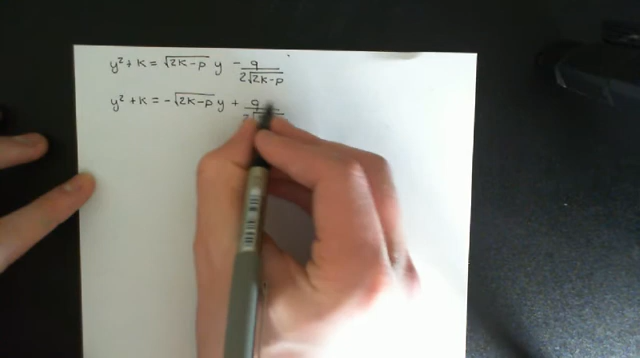 y² + k = √2k-p y - q / 2√2k-p
y² + k = -√2k-p y + q